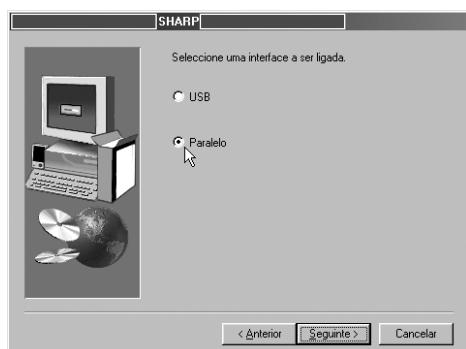 SHARP
Seleccione uma interface a ser ligada.
USB
Paralelo
< Anterior Seguinte > Cancelar